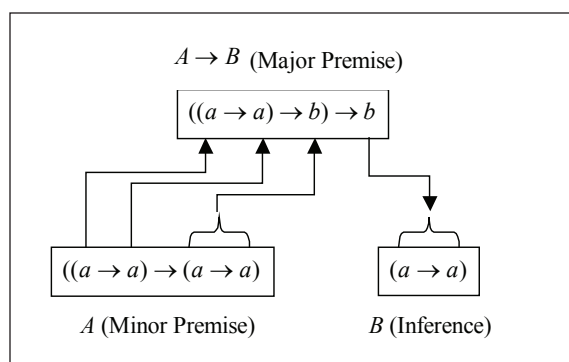 A → B (Major Premise)
((a → a) → b) → b
((a → a) → (a → a)
(a → a)
A (Minor Premise)
B (Inference)